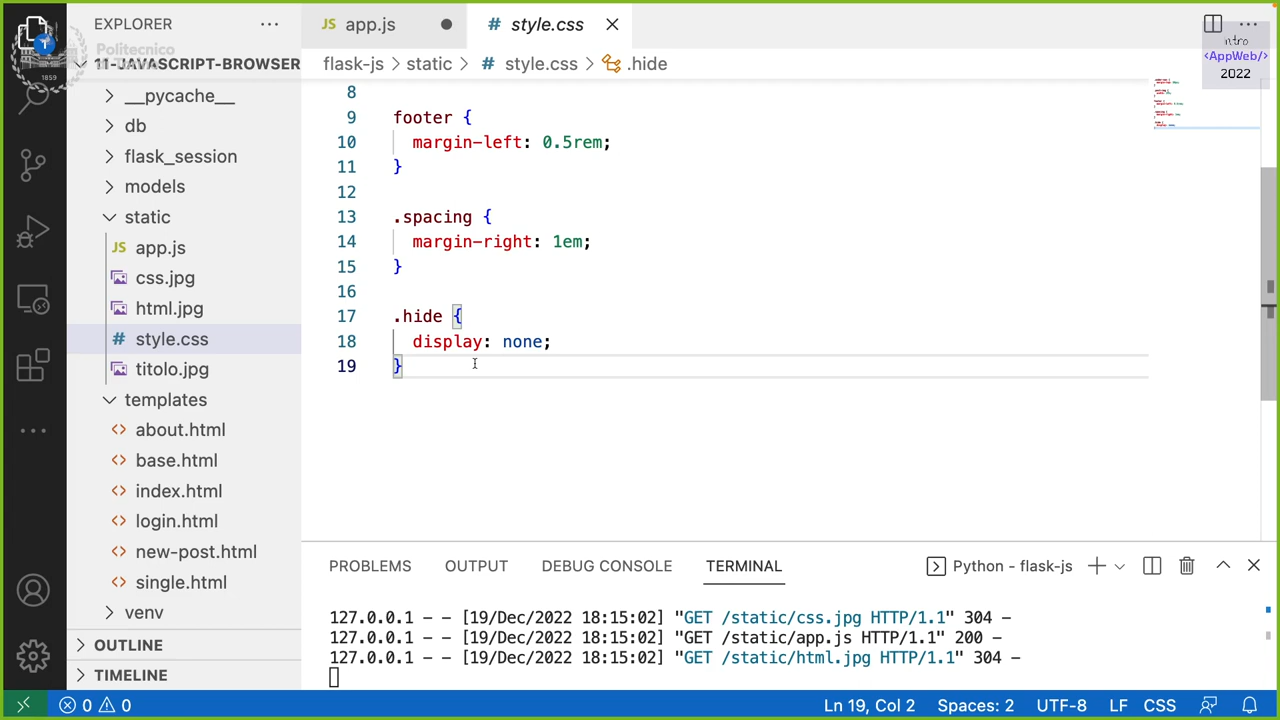 EXPLORER
Politecnico
1859
11-JAVASCRIPT-BROWSER
__pycache__
db
flask_session
models
static
JS app.js
css.jpg
html.jpg
# style.css
titolo.jpg
templates
<> about.html
<> base.html
<> index.html
<> login.html
<> new-post.html
<> single.html
venv
OUTLINE
TIMELINE
JS app.js
# style.css
flask-js > static > # style.css > .hide
ntro
<AppWeb/>
2022
8
9 footer {
10 margin-left: 0.5rem;
11 }
12
13 .spacing {
14 margin-right: 1em;
15 }
16
17 .hide {
18 display: none;
19 }
PROBLEMS OUTPUT DEBUG CONSOLE TERMINAL
Python - flask-js
127.0.0.1 - - [19/Dec/2022 18:15:02] "GET /static/css.jpg HTTP/1.1" 304 -
127.0.0.1 - - [19/Dec/2022 18:15:02] "GET /static/app.js HTTP/1.1" 200 -
127.0.0.1 - - [19/Dec/2022 18:15:02] "GET /static/html.jpg HTTP/1.1" 304 -
0 0
Ln 19, Col 2 Spaces: 2 UTF-8 LF CSS